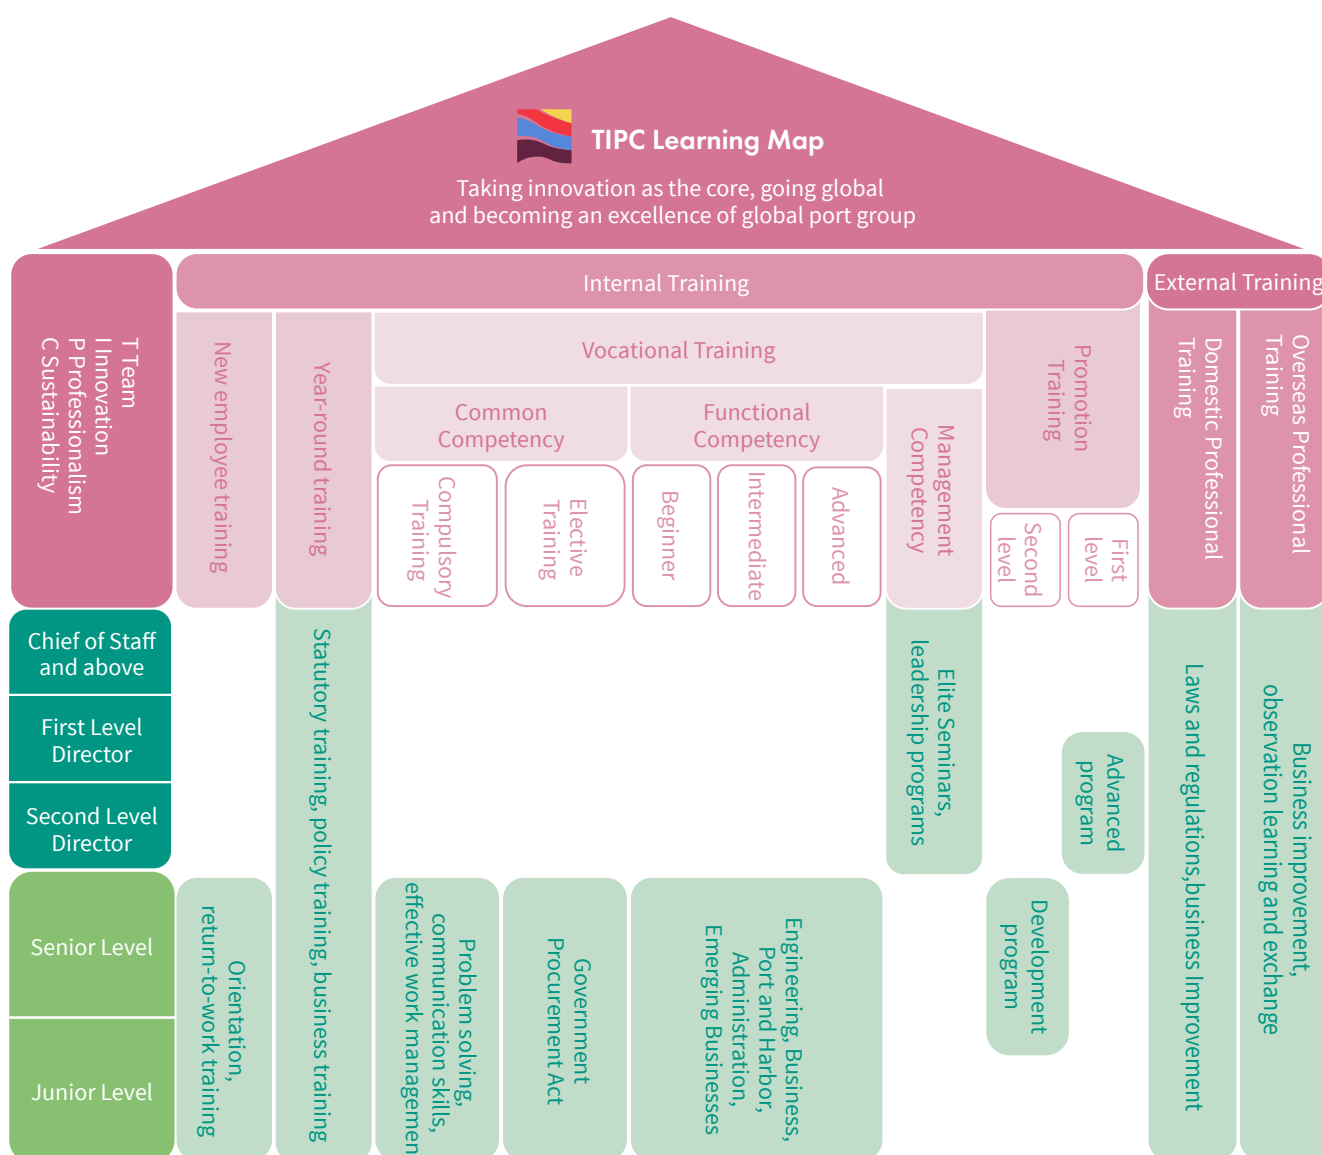 TIPC Learning Map
Taking innovation as the core, going global
and becoming an excellence of global port group
Internal Training
External Training
T Team
I Innovation
P Professionalism
C Sustainability
New employee training
Year-round training
Vocational Training
Common
Competency
Functional
Competency
Compulsory
Training
Elective
Training
Beginner
Intermediate
Advanced
Management
Competency
Promotion
Training
Second
level
First
level
Domestic Professional
Training
Overseas Professional
Training
Chief of Staff
and above
First Level
Director
Second Level
Director
Senior Level
Junior Level
Orientation,
return-to-work training
Statutory training, policy training, business training
Problem solving,
communication skills,
effective work managemen
Government
Procurement Act
Engineering, Business,
Port and Harbor,
Administration,
Emerging Businesses
Elite Seminars,
leadership programs
Development
program
Advanced
program
Laws and regulations,business Improvement
Business improvement,
observation learning and exchange